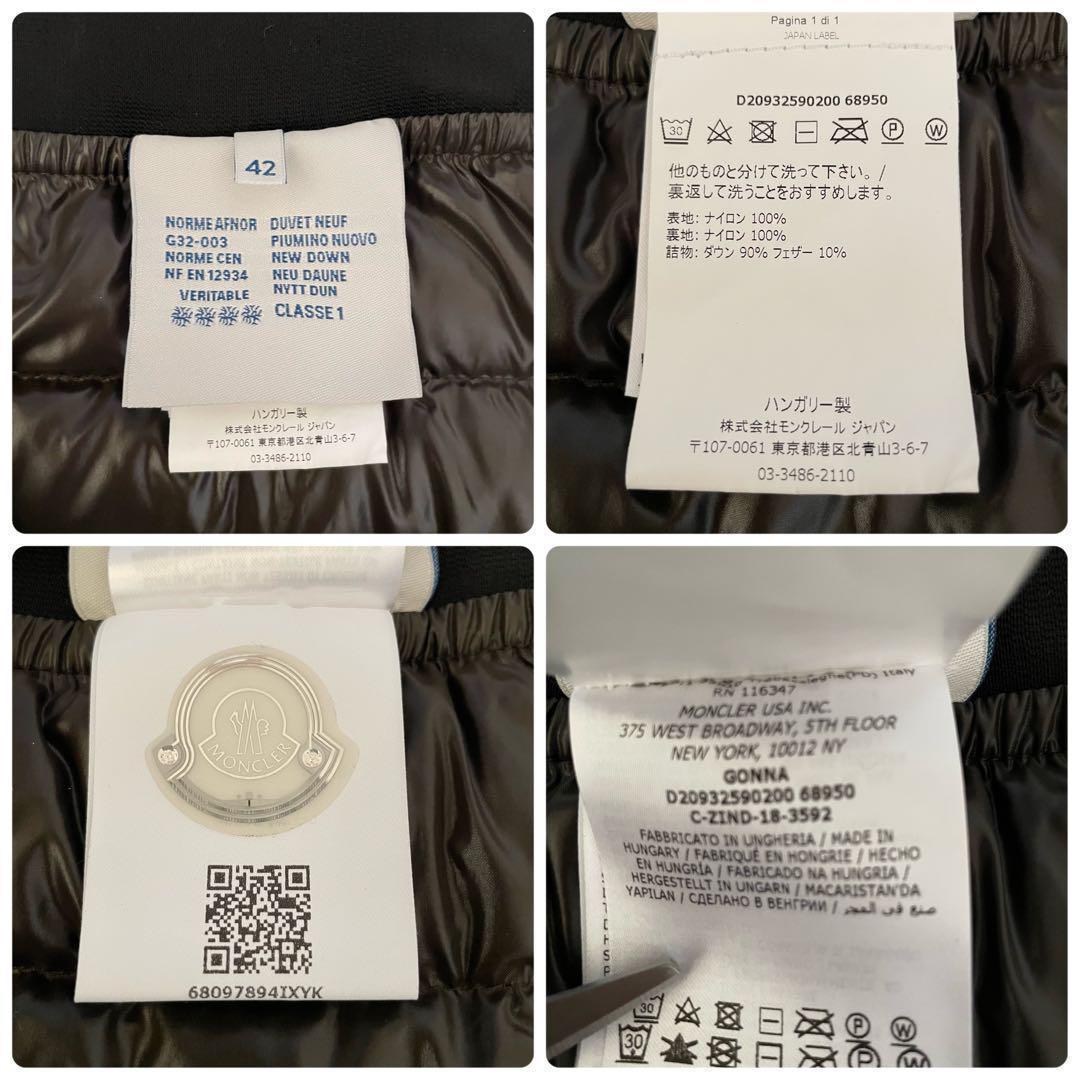 42
NORME AFNOR DUVET NEUF
G32-003 PIUMINO NUOVO
NORME CEN NEW DOWN
NF EN 12934 NEU DAUNE
VERITABLE NYTT DUN
CLASSE 1
ハンガリー製
株式会社モンクレール ジャパン
〒107-0061 東京都港区北青山3-6-7
03-3486-2110
Pagina 1 di 1
JAPAN LABEL
D20932590200 68950
30
他のものと分けて洗って下さい。/
裏返して洗うことをおすすめします。
表地: ナイロン 100%
裏地: ナイロン 100%
詰物: ダウン 90% フェザー 10%
ハンガリー製
株式会社モンクレール ジャパン
〒107-0061 東京都港区北青山3-6-7
03-3486-2110
MONCLER
68097894IXYK
Italy
RN 116347
MONCLER USA INC.
375 WEST BROADWAY, 5TH FLOOR
NEW YORK, 10012 NY
GONNA
D20932590200 68950
C-ZIND-18-3592
FABBRICATO IN UNGHERIA / MADE IN
HUNGARY / FABRIQUÉ EN HONGRIE / HECHO
EN HUNGRÍA / FABRICADO NA HUNGRIA /
HERGESTELLT IN UNGARN / MACARISTAN'DA
YAPILAN / СДЕЛАНО В ВЕНГРИИ / صنع في المجر
30
30